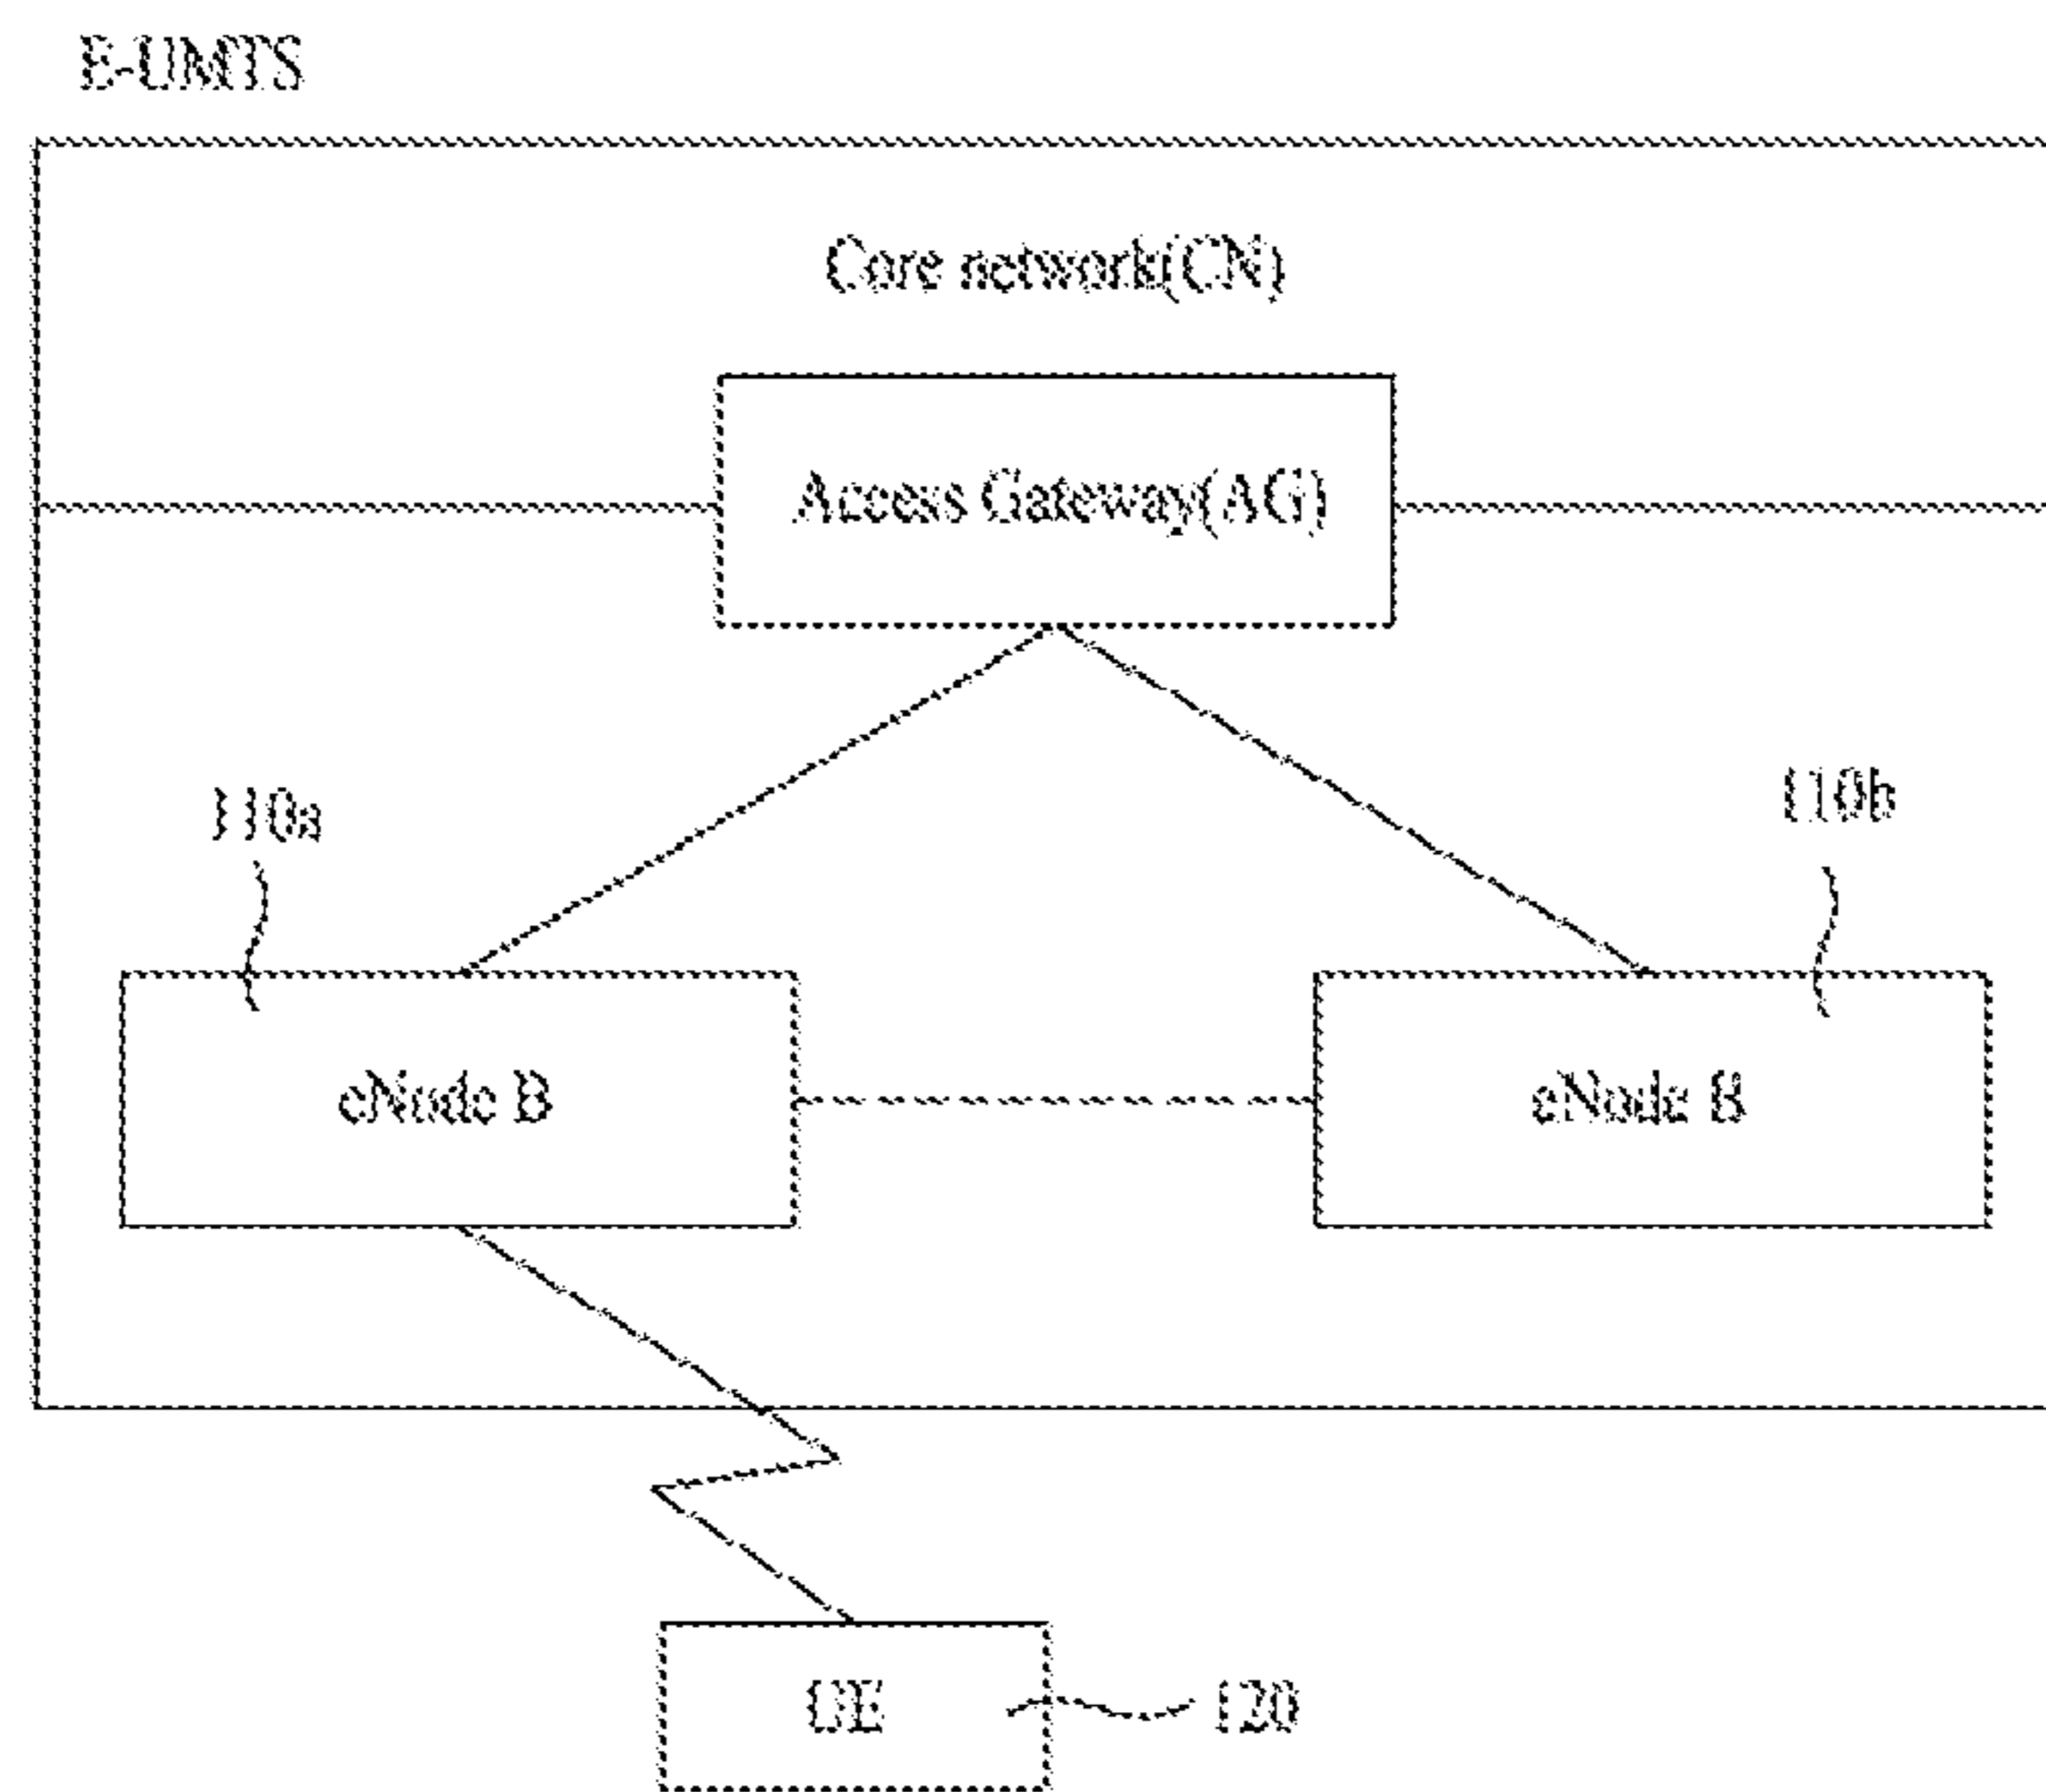 E-UMTS
Core network(CN)
Access Gateway(AG)
110a
110b
eNode B
eNode B
UE
120